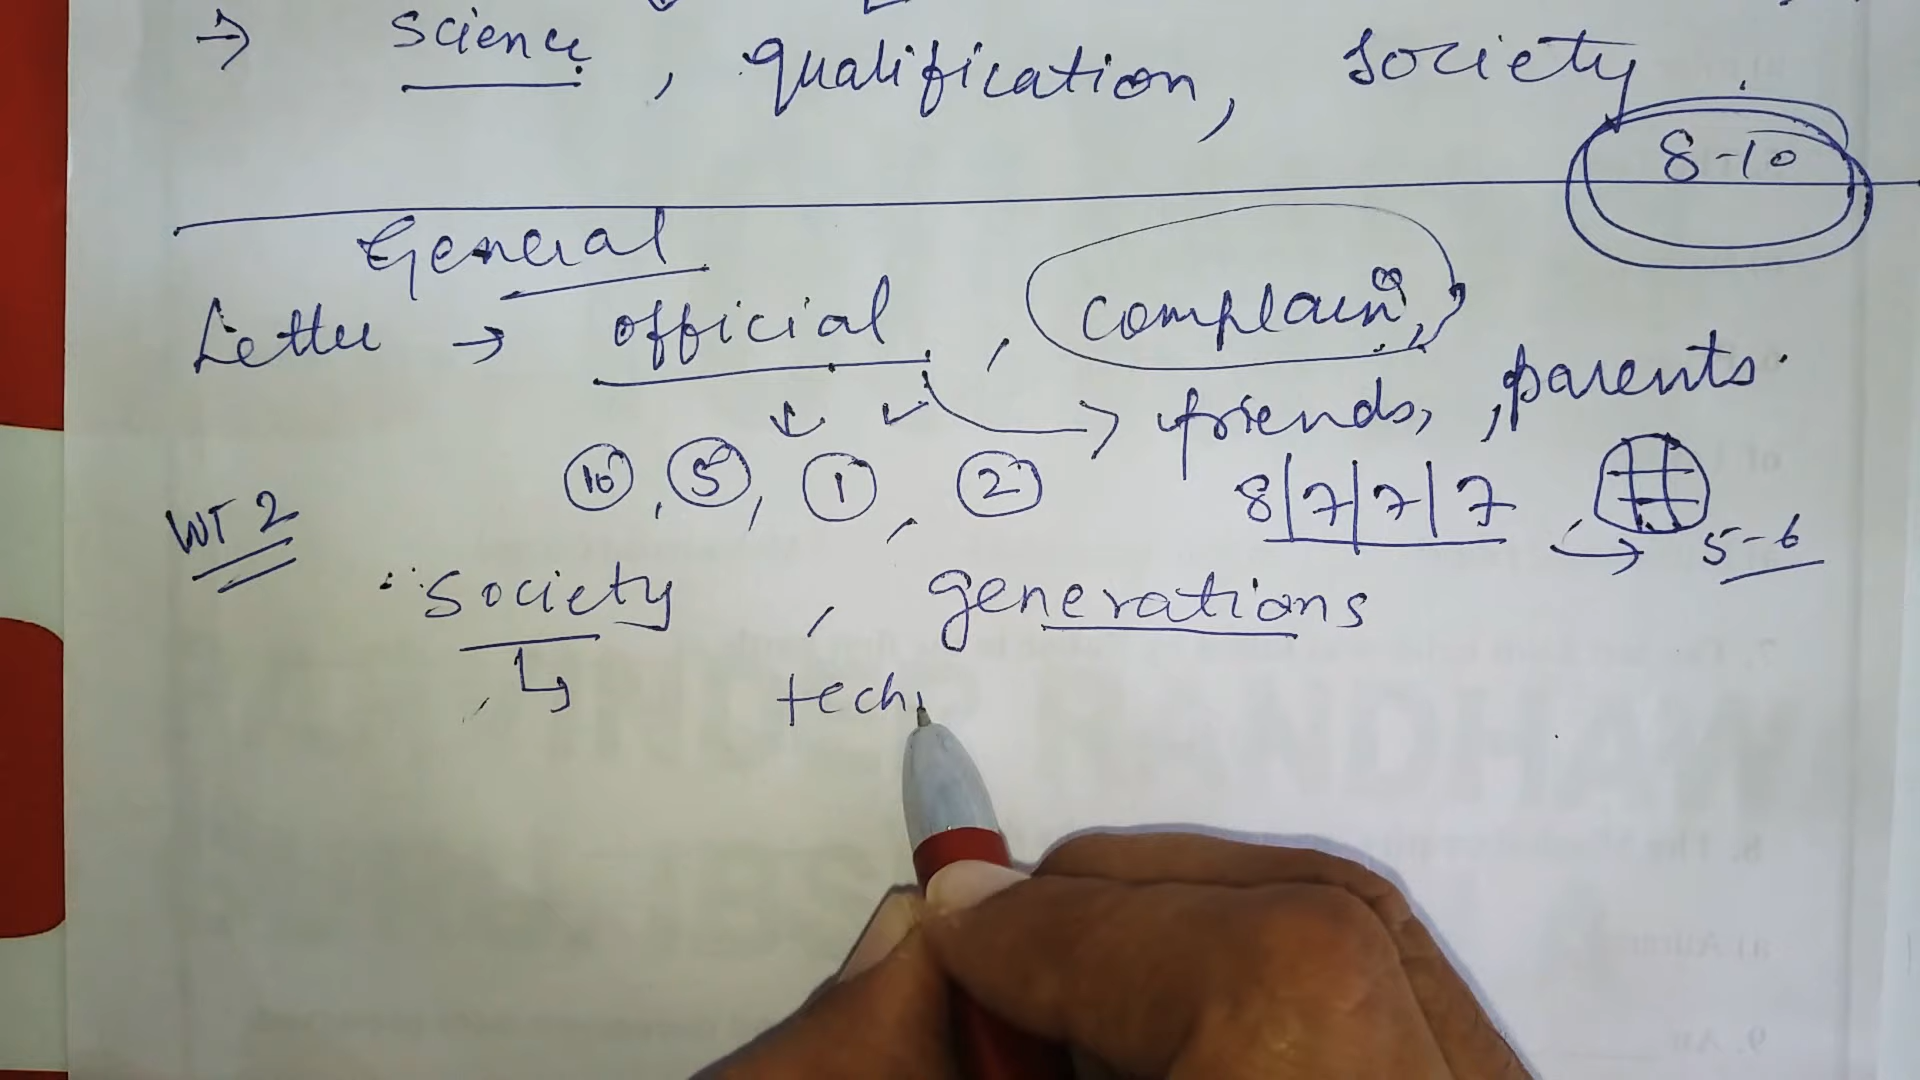 → science, qualification, society.
8-10
General
Letter → official, complain,
→ friends, parents.
10, 5, 1, 2
8|7|7|7
5-6
WT 2
society, generations
tech